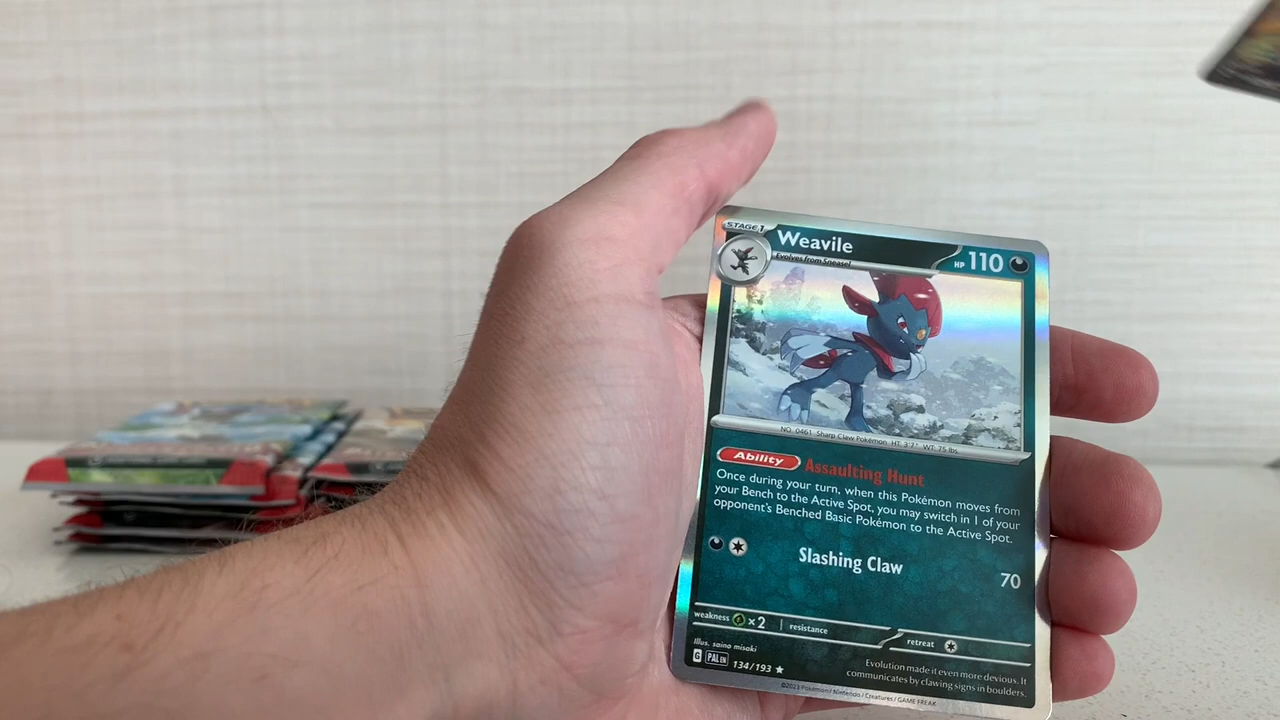 STAGE 1
Weavile
HP 110
Evolves from Sneasel
NO. 0461 Sharp Claw Pokémon HT: 3'7" WT: 75 lbs
Ability Assaulting Hunt
Once during your turn, when this Pokémon moves from
your Bench to the Active Spot, you may switch in 1 of your
opponent's Benched Basic Pokémon to the Active Spot.
Slashing Claw 70
weakness ×2 resistance retreat
Illus. saino misaki
G PAL EN 134/193 ★
Evolution made it even more devious. It
communicates by clawing signs in boulders.
©2023 Pokémon / Nintendo / Creatures / GAME FREAK